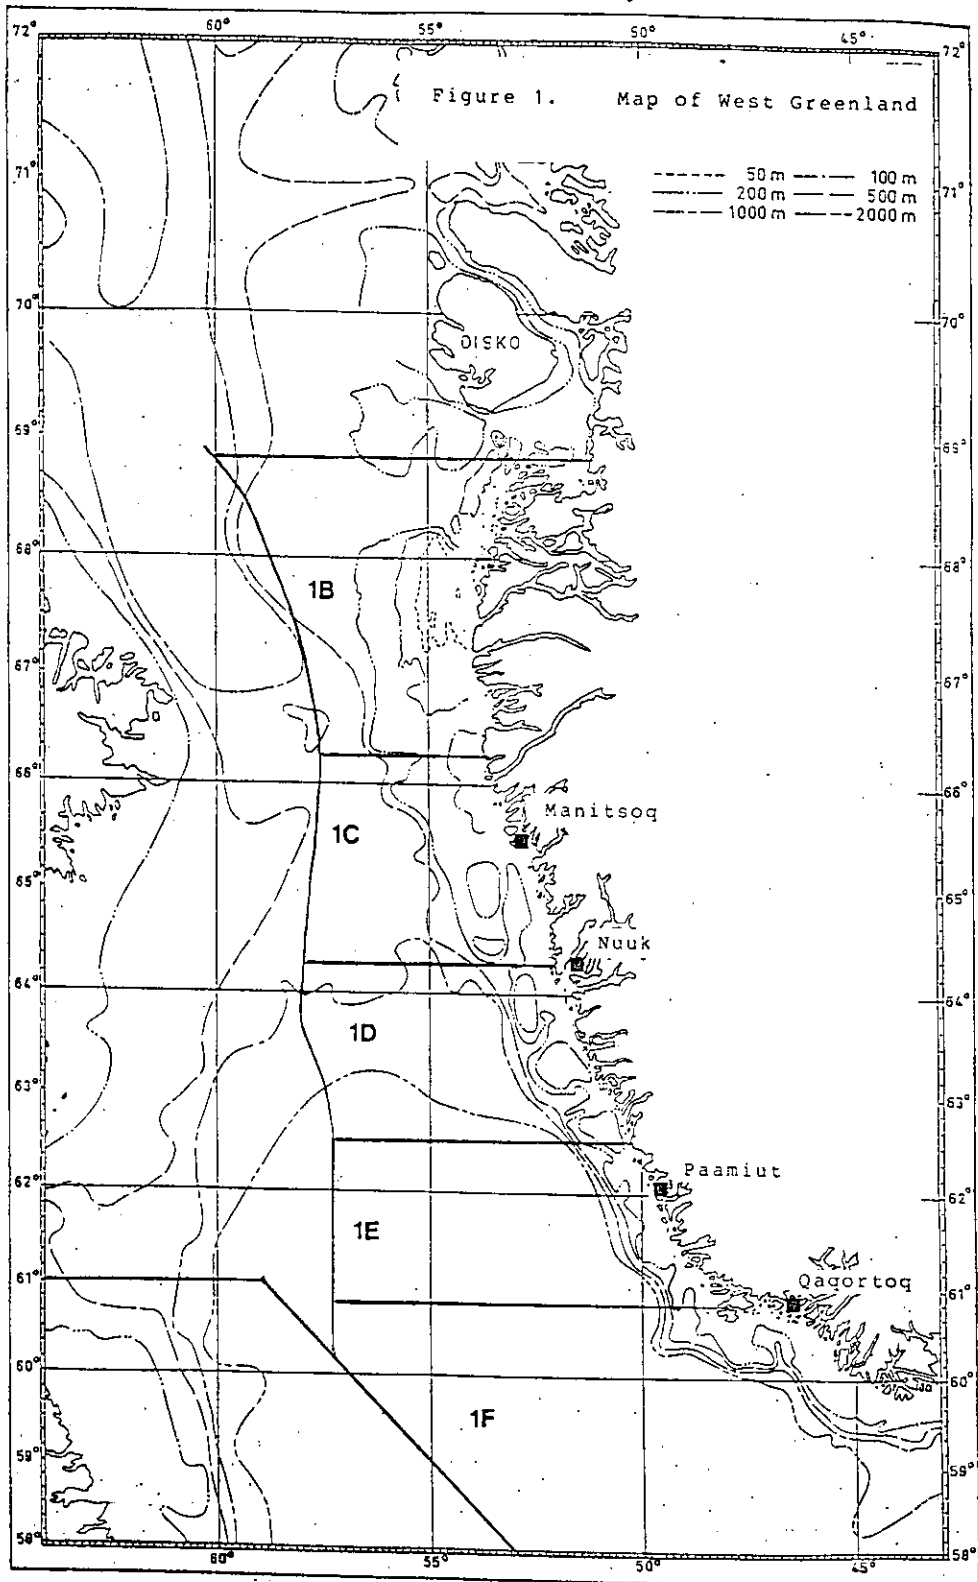 60° 55° 50° 45°
72° 72°
Figure 1. Map of West Greenland
71° 71°
50 m 100 m
200 m 500 m
1000 m 2000 m
70° 70°
DISKO
69° 69°
68° 68°
1B
67° 67°
66° 66°
Manitsoq
1C
65° 65°
Nuuk
64° 64°
1D
63° 63°
Paamiut
62° 62°
1E
61° 61°
Qagortoq
60° 60°
1F
59° 59°
58° 58°
60° 55° 50° 45°